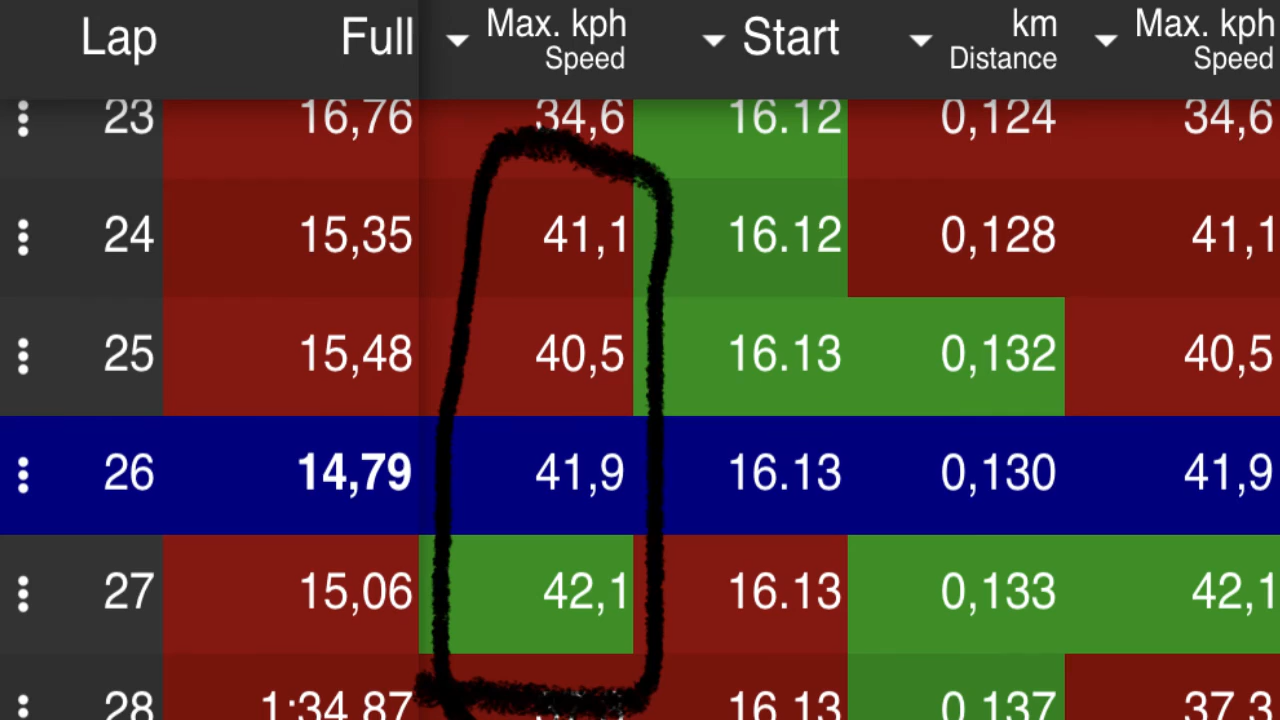 Lap Full Max. kph Speed Start km Distance Max. kph Speed
23 16,76 34,6 16.12 0,124 34,6
24 15,35 41,1 16.12 0,128 41,1
25 15,48 40,5 16.13 0,132 40,5
26 14,79 41,9 16.13 0,130 41,9
27 15,06 42,1 16.13 0,133 42,1
28 1:34,87 16.13 0,137 37,3